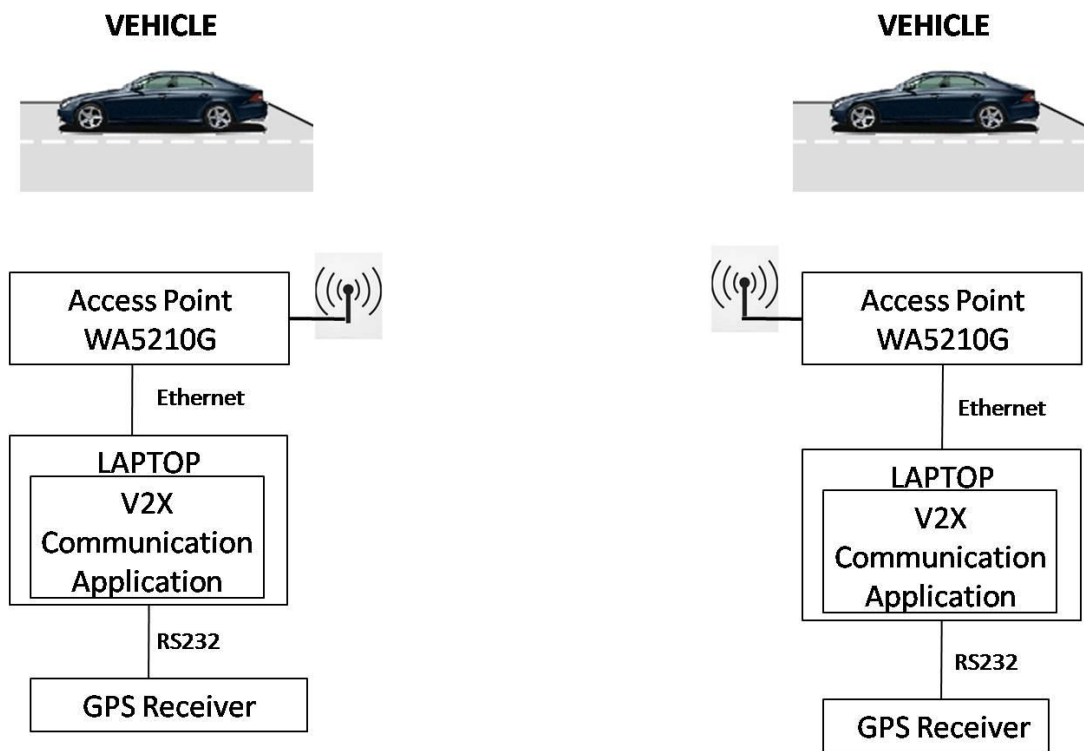 VEHICLE
Access Point
WA5210G
Ethernet
LAPTOP
V2X
Communication
Application
RS232
GPS Receiver
VEHICLE
Access Point
WA5210G
Ethernet
LAPTOP
V2X
Communication
Application
RS232
GPS Receiver